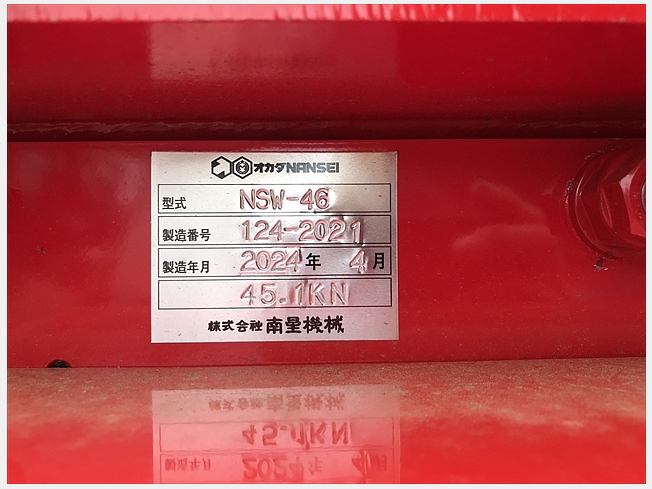 オカダNANSEI
型式 NSW-46
製造番号 124-2021
製造年月 2024年 4月
45.1KN
株式会社 南星機械